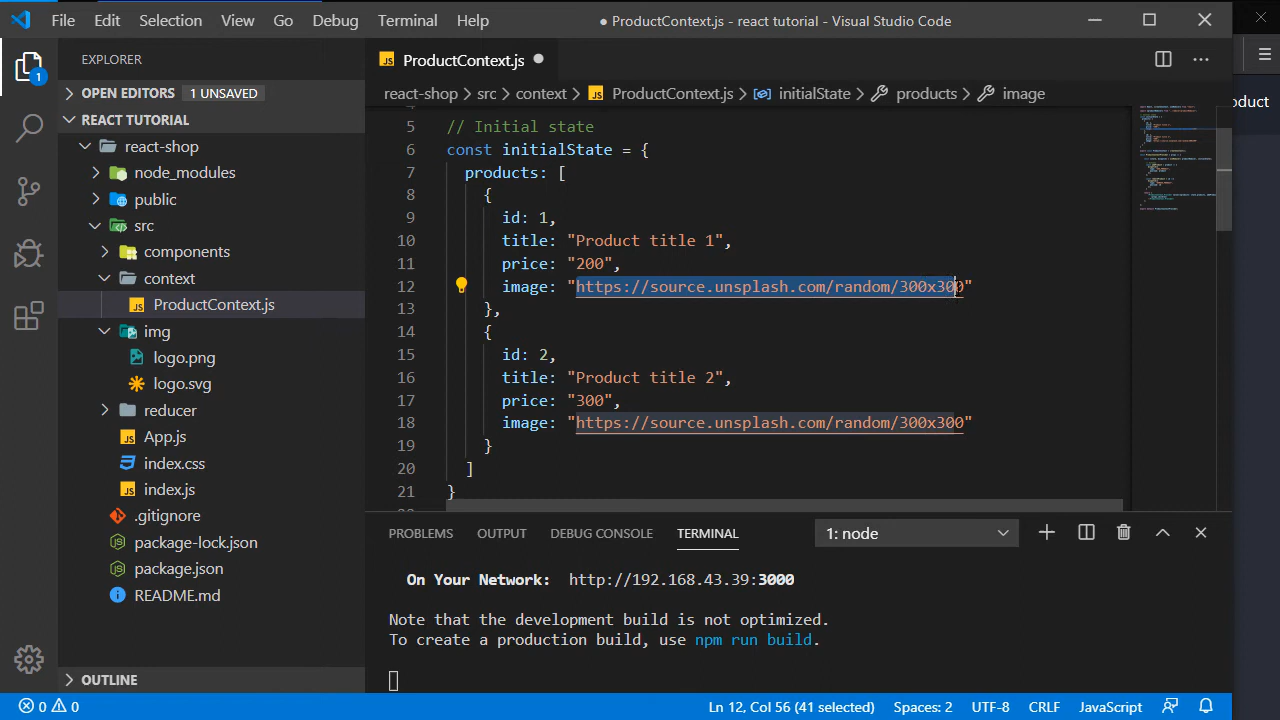 File Edit Selection View Go Debug Terminal Help ● ProductContext.js - react tutorial - Visual Studio Code
EXPLORER
OPEN EDITORS 1 UNSAVED
REACT TUTORIAL
react-shop
node_modules
public
src
components
context
ProductContext.js
img
logo.png
logo.svg
reducer
App.js
index.css
index.js
.gitignore
package-lock.json
package.json
README.md
OUTLINE
1
ProductContext.js
react-shop > src > context > ProductContext.js > initialState > products > image
5 // Initial state
6 const initialState = {
7 products: [
8 {
9 id: 1,
10 title: "Product title 1",
11 price: "200",
12 image: "https://source.unsplash.com/random/300x300"
13 },
14 {
15 id: 2,
16 title: "Product title 2",
17 price: "300",
18 image: "https://source.unsplash.com/random/300x300"
19 }
20 ]
21 }
oduct
PROBLEMS OUTPUT DEBUG CONSOLE TERMINAL 1: node
On Your Network: http://192.168.43.39:3000
Note that the development build is not optimized.
To create a production build, use npm run build.
0 0 Ln 12, Col 56 (41 selected) Spaces: 2 UTF-8 CRLF JavaScript